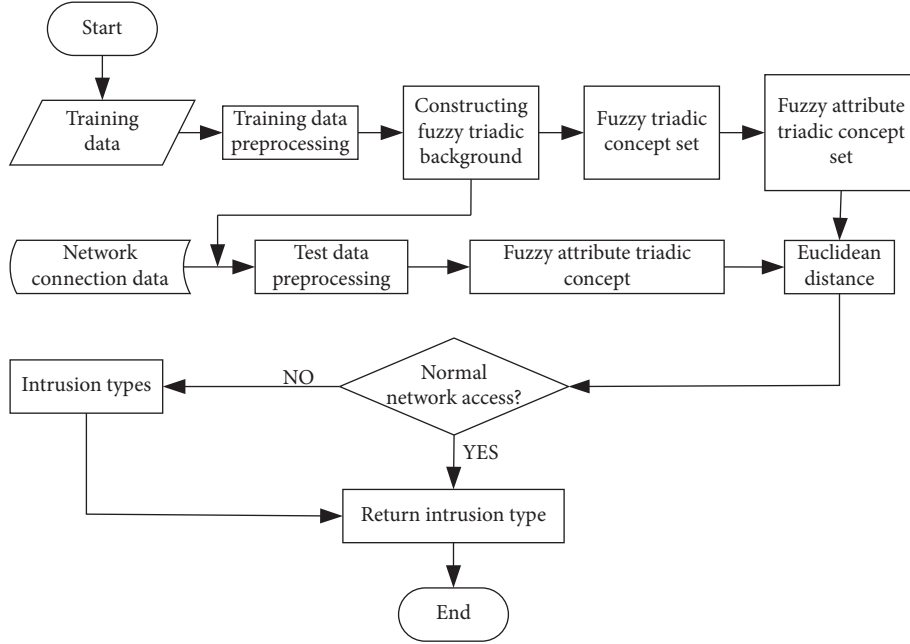 Start
Training
data
Training data
preprocessing
Constructing
fuzzy triadic
background
Fuzzy triadic
concept set
Fuzzy attribute
triadic concept
set
Network
connection data
Test data
preprocessing
Fuzzy attribute triadic
concept
Euclidean
distance
Intrusion types
NO
Normal
network access?
YES
Return intrusion type
End